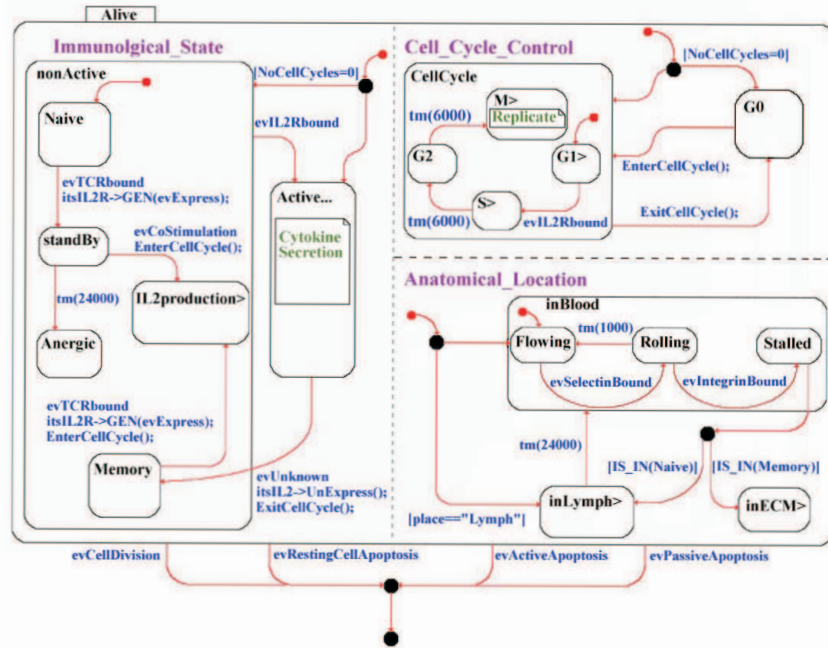 Alive
Immunolgical_State
nonActive
[NoCellCycles=0]
Naive
evIL2Rbound
evTCRbound
itsIL2R->GEN(evExpress);
standBy
evCoStimulation
EnterCellCycle();
tm(24000)
IL2production>
Anergic
Active...
Cytokine
Secretion
evTCRbound
itsIL2R->GEN(evExpress);
EnterCellCycle();
Memory
evUnknown
itsIL2->UnExpress();
ExitCellCycle();
Cell_Cycle_Control
[NoCellCycles=0]
CellCycle
M>
Replicate
tm(6000)
G0
G2
G1>
EnterCellCycle();
S>
tm(6000)
evIL2Rbound
ExitCellCycle();
Anatomical_Location
inBlood
tm(1000)
Flowing
Rolling
Stalled
evSelectinBound
evIntegrinBound
tm(24000)
[IS_IN(Naive)]
[IS_IN(Memory)]
inLymph>
inECM>
[place=="Lymph"]
evCellDivision
evRestingCellApoptosis
evActiveApoptosis
evPassiveApoptosis